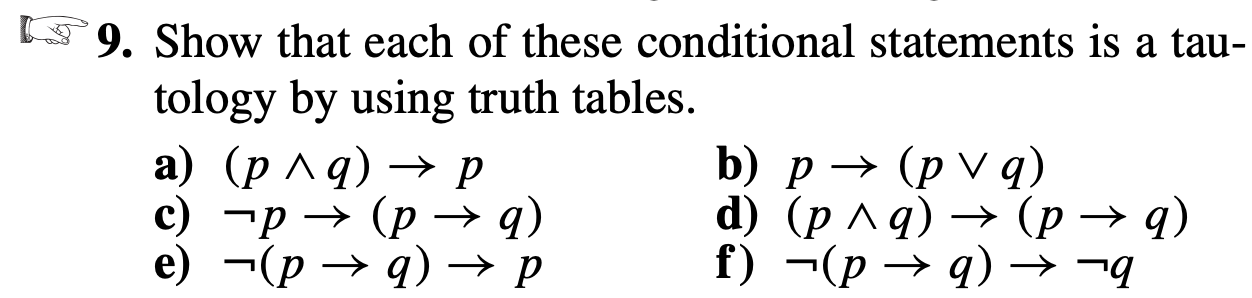 9. Show that each of these conditional statements is a tau-
tology by using truth tables.
a) (p ∧ q) → p b) p → (p ∨ q)
c) ¬p → (p → q) d) (p ∧ q) → (p → q)
e) ¬(p → q) → p f) ¬(p → q) → ¬q